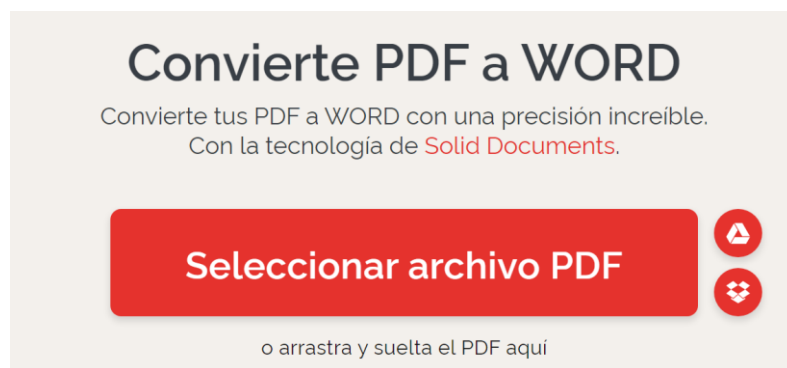 Convierte PDF a WORD
Convierte tus PDF a WORD con una precisión increíble.
Con la tecnología de Solid Documents.
Seleccionar archivo PDF
o arrastra y suelta el PDF aquí